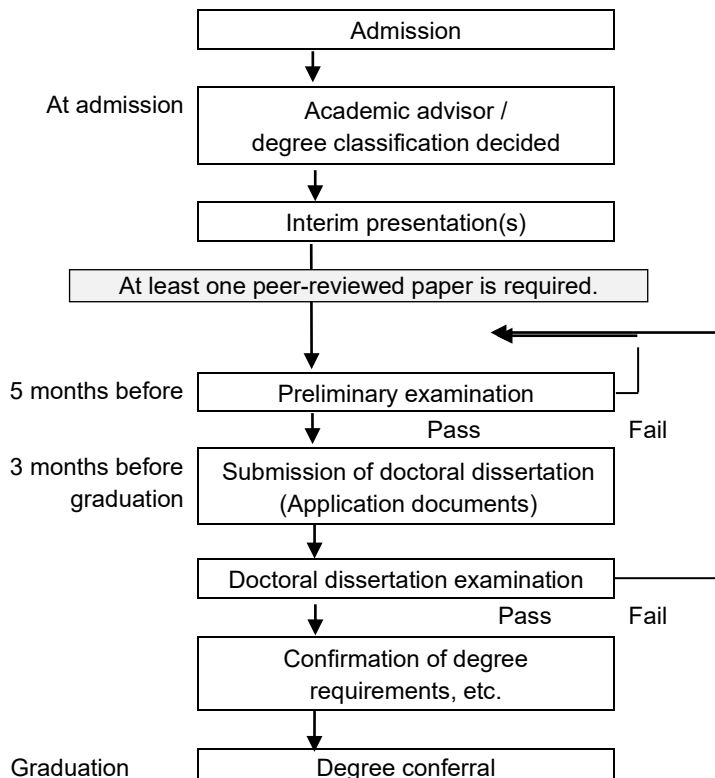 Admission
At admission
Academic advisor /
degree classification decided
Interim presentation(s)
At least one peer-reviewed paper is required.
5 months before
Preliminary examination
Pass
Fail
3 months before
graduation
Submission of doctoral dissertation
(Application documents)
Doctoral dissertation examination
Pass
Fail
Confirmation of degree
requirements, etc.
Graduation
Degree conferral